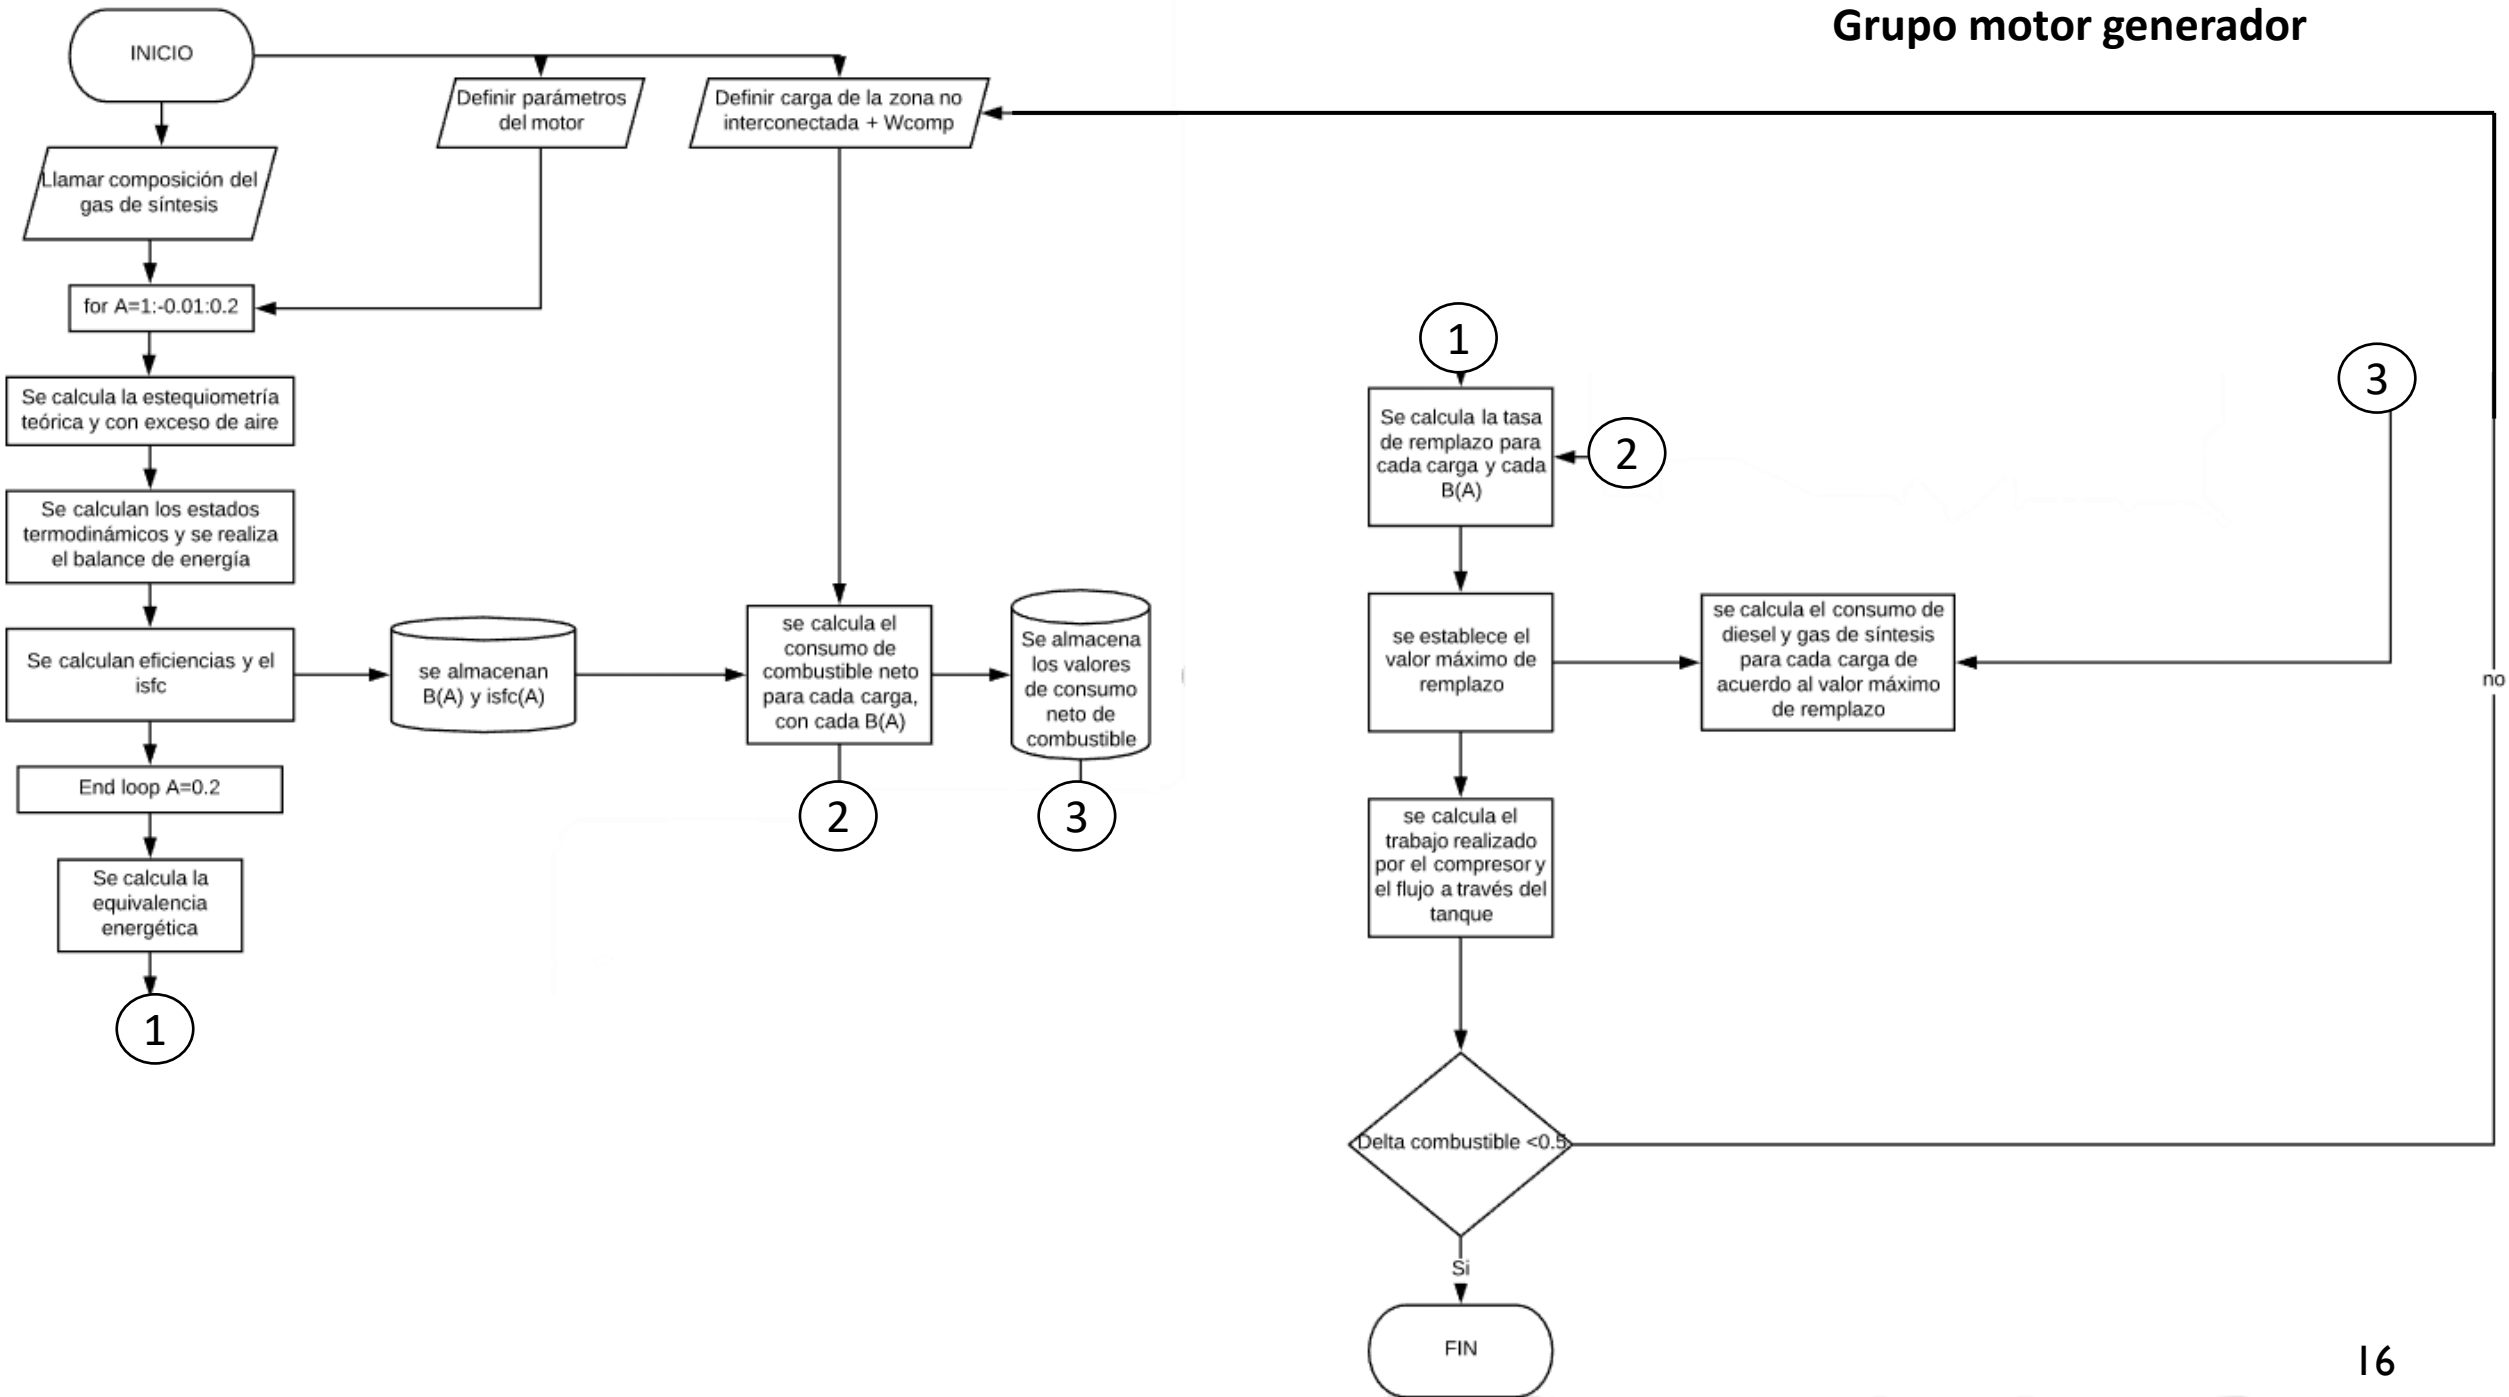 Grupo motor generador
INICIO
Definir parámetros
del motor
Definir carga de la zona no
interconectada + Wcomp
Llamar composición del
gas de síntesis
for A=1:-0.01:0.2
Se calcula la estequiometría
teórica y con exceso de aire
Se calculan los estados
termodinámicos y se realiza
el balance de energía
Se calculan eficiencias y el
isfc
se almacenan
B(A) y isfc(A)
se calcula el
consumo de
combustible neto
para cada carga,
con cada B(A)
Se almacena
los valores
de consumo
neto de
combustible
End loop A=0.2
2
3
Se calcula la
equivalencia
energética
1
1
Se calcula la tasa
de remplazo para
cada carga y cada
B(A)
2
3
se establece el
valor máximo de
remplazo
se calcula el consumo de
diesel y gas de síntesis
para cada carga de
acuerdo al valor máximo
de remplazo
no
se calcula el
trabajo realizado
por el compresor y
el flujo a través del
tanque
Delta combustible <0.5
Si
FIN
16